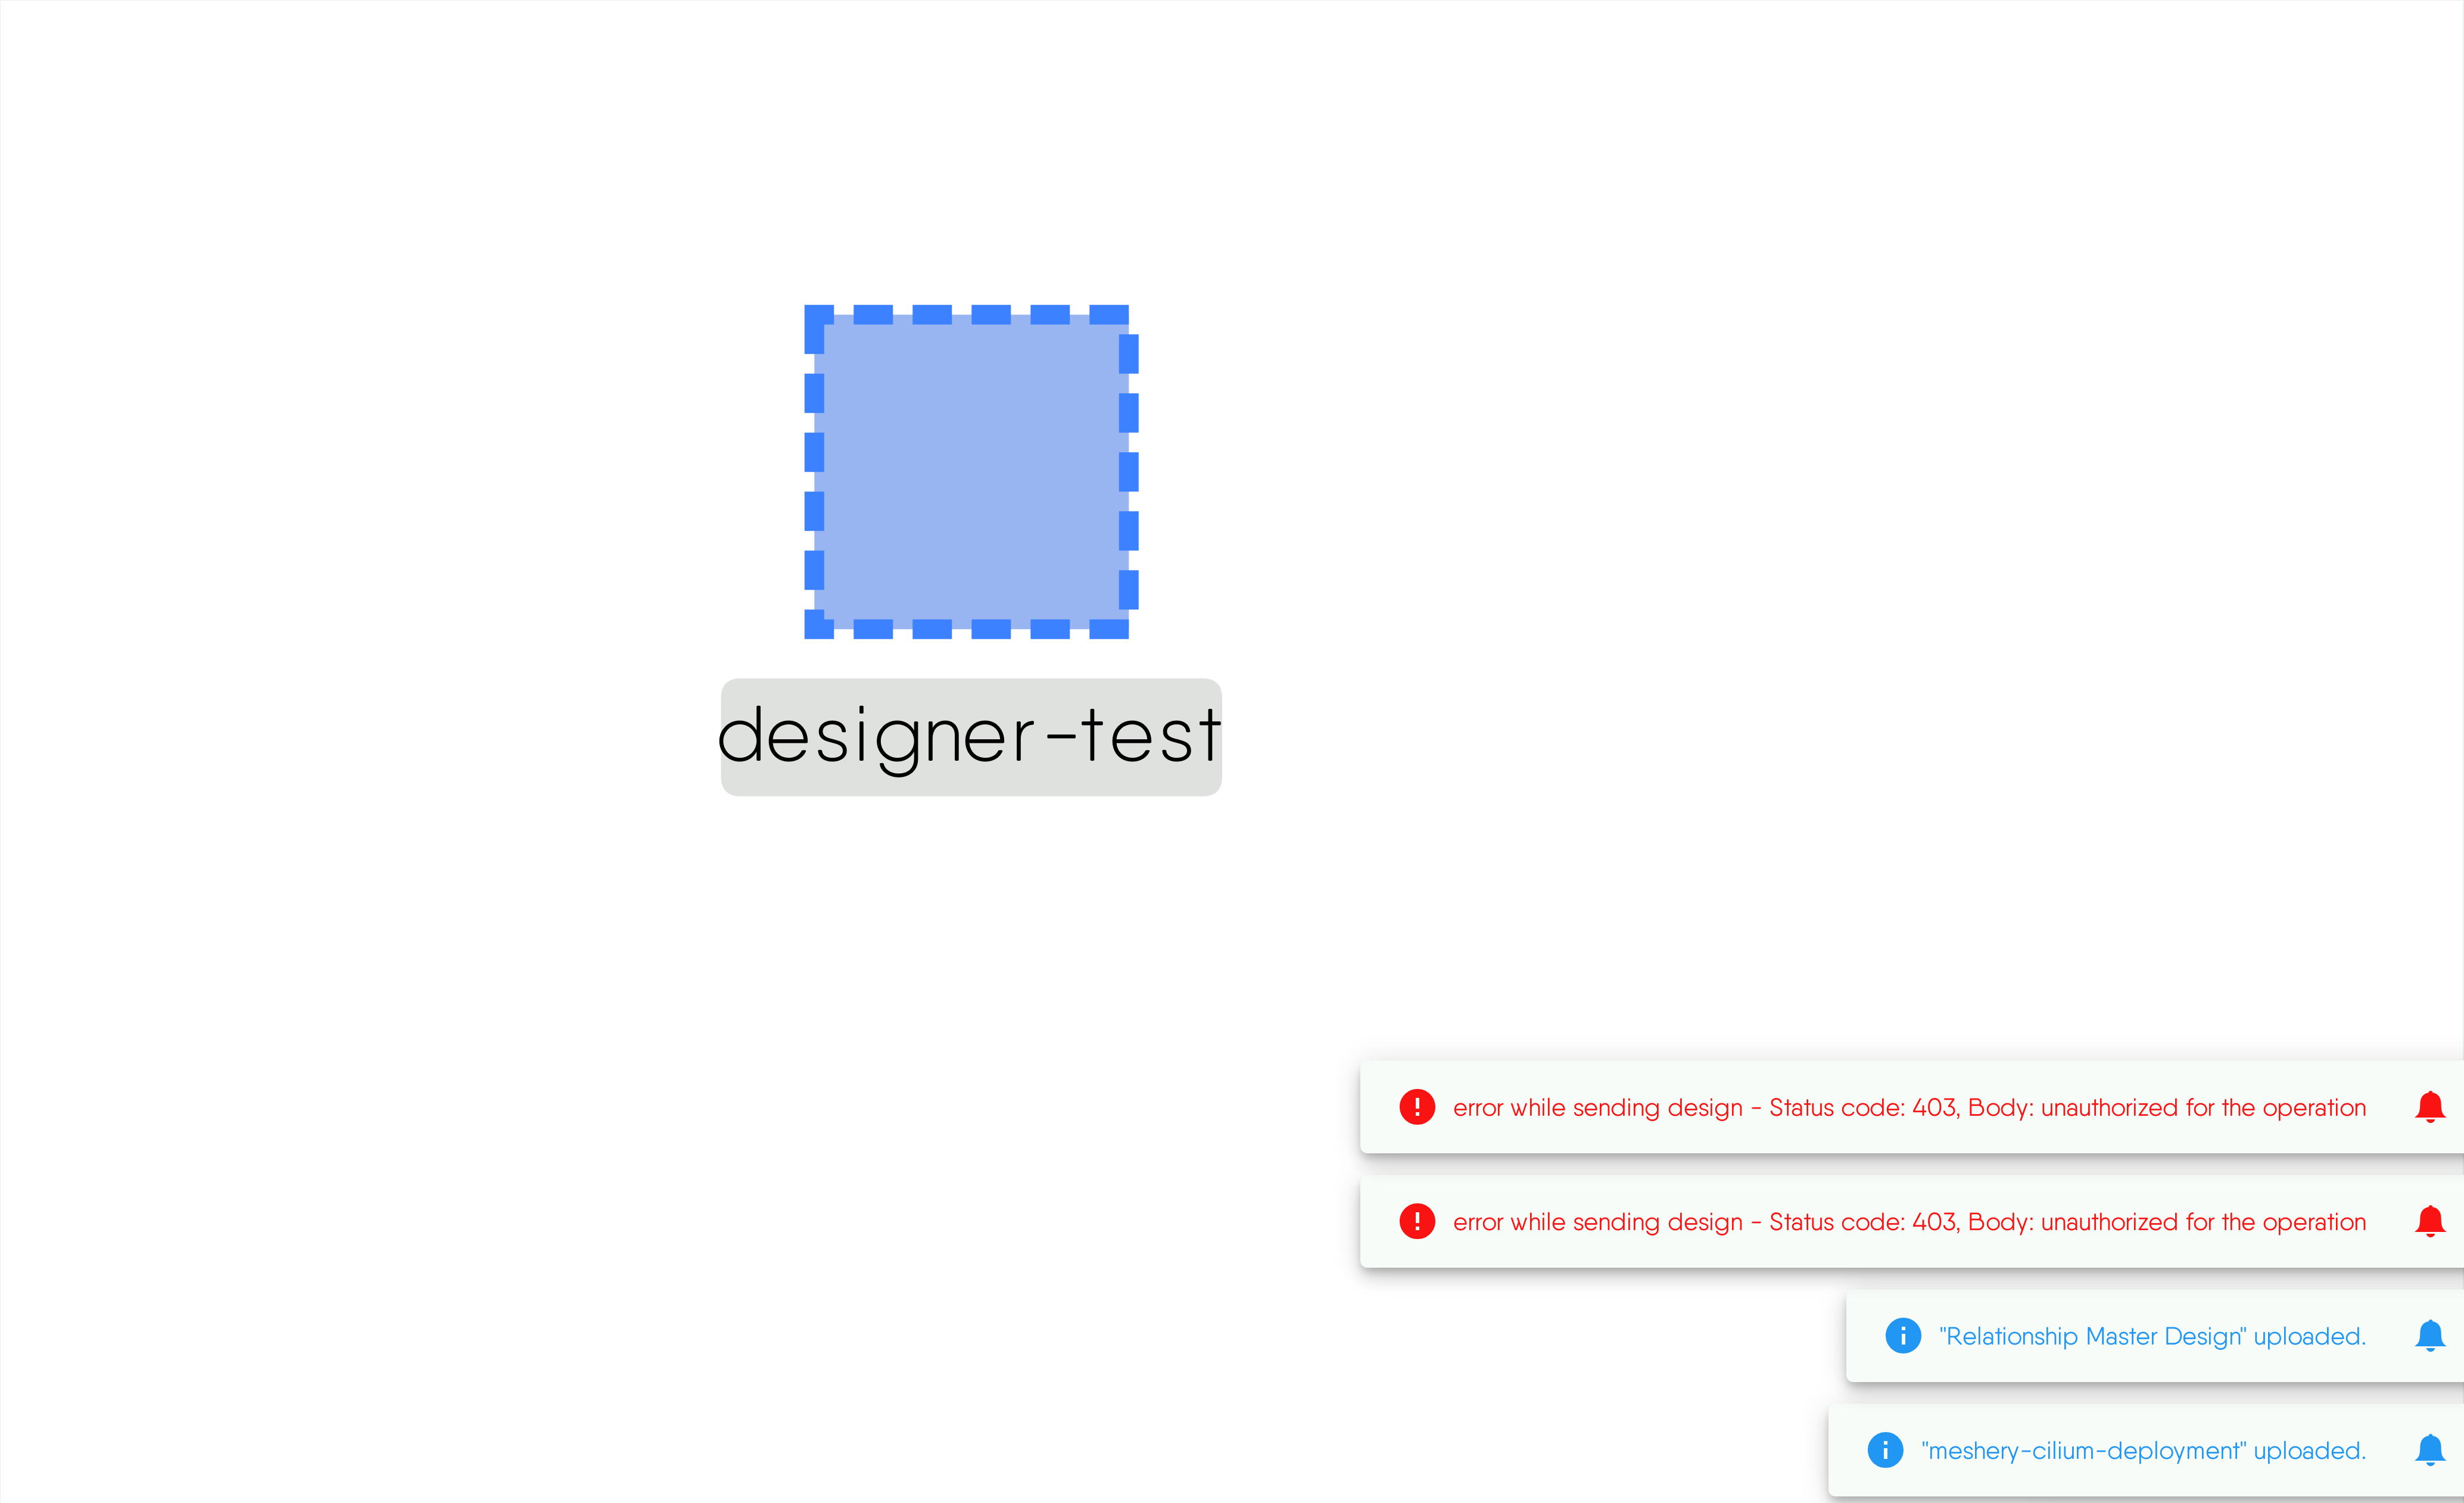 designer-test
error while sending design - Status code: 403, Body: unauthorized for the operation
error while sending design - Status code: 403, Body: unauthorized for the operation
"Relationship Master Design" uploaded.
"meshery-cilium-deployment" uploaded.